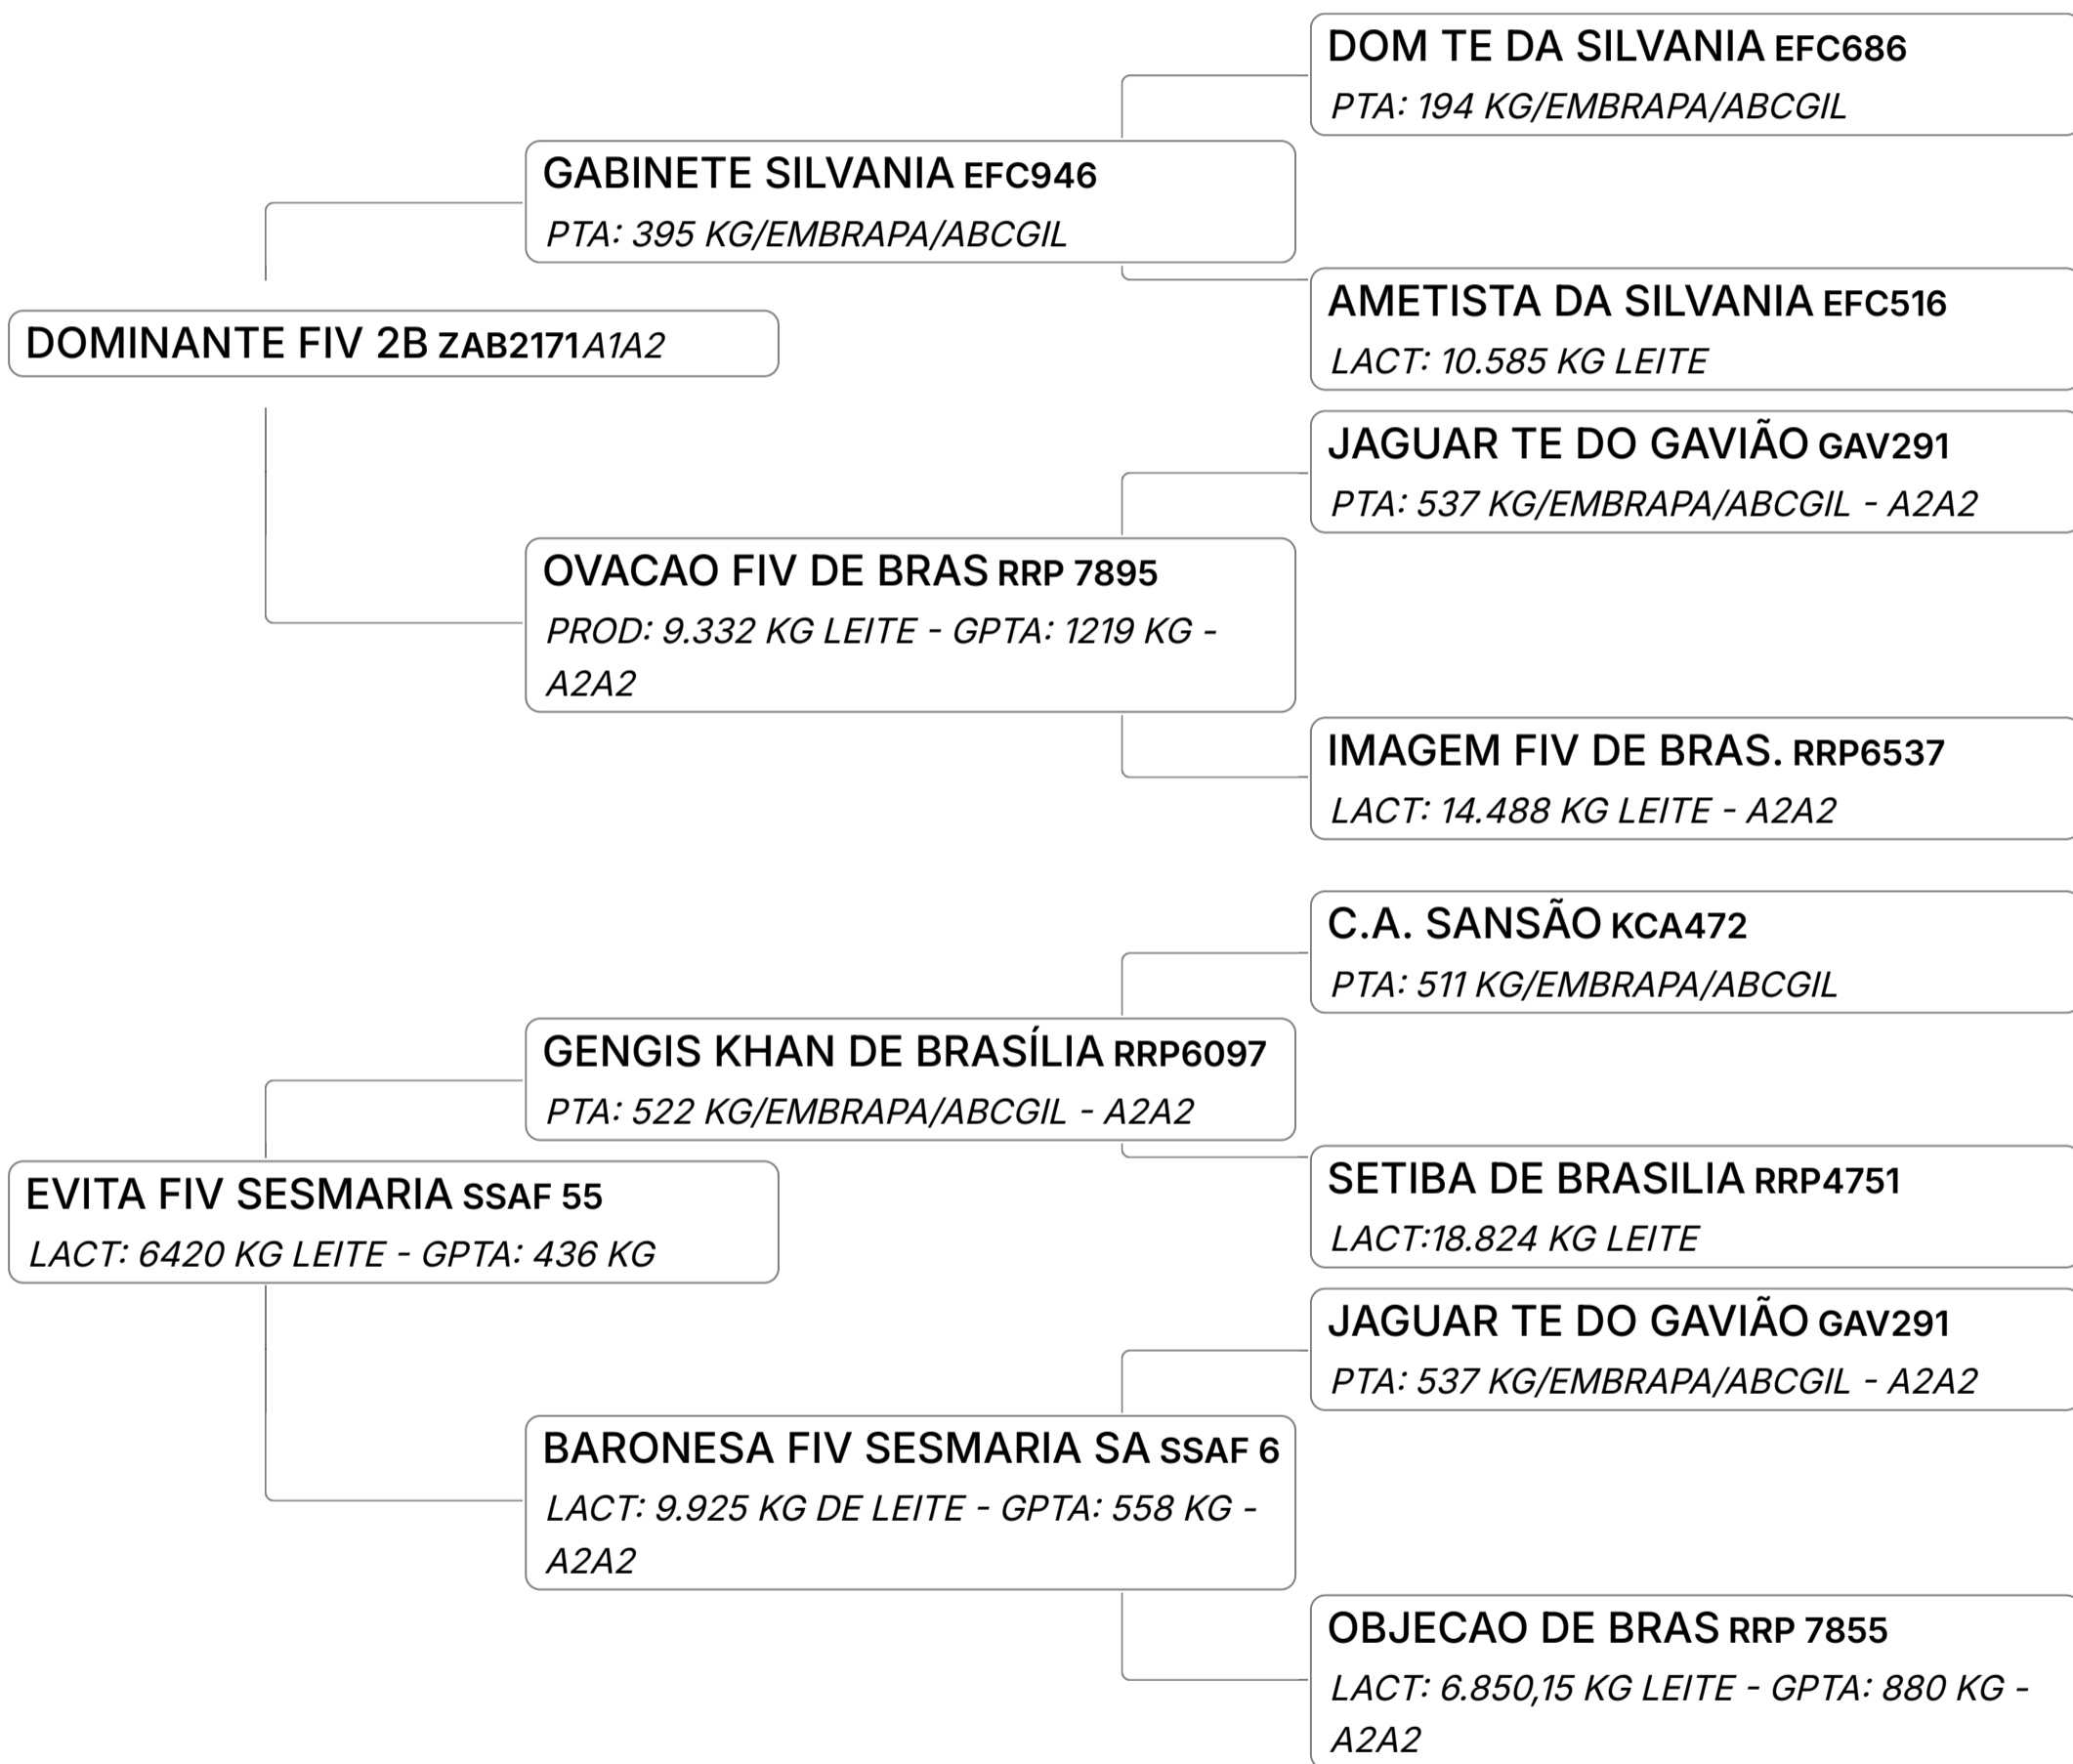 DOM TE DA SILVANIA EFC686
PTA: 194 KG/EMBRAPA/ABCGIL
GABINETE SILVANIA EFC946
PTA: 395 KG/EMBRAPA/ABCGIL
AMETISTA DA SILVANIA EFC516
LACT: 10.585 KG LEITE
DOMINANTE FIV 2B ZAB2171 A1A2
JAGUAR TE DO GAVIÃO GAV291
PTA: 537 KG/EMBRAPA/ABCGIL - A2A2
OVACAO FIV DE BRAS RRP 7895
PROD: 9.332 KG LEITE - GPTA: 1219 KG -
A2A2
IMAGEM FIV DE BRAS. RRP6537
LACT: 14.488 KG LEITE - A2A2
C.A. SANSÃO KCA472
PTA: 511 KG/EMBRAPA/ABCGIL
GENGIS KHAN DE BRASÍLIA RRP6097
PTA: 522 KG/EMBRAPA/ABCGIL - A2A2
SETIBA DE BRASILIA RRP4751
LACT:18.824 KG LEITE
EVITA FIV SESMARIA SSAF 55
LACT: 6420 KG LEITE - GPTA: 436 KG
JAGUAR TE DO GAVIÃO GAV291
PTA: 537 KG/EMBRAPA/ABCGIL - A2A2
BARONESA FIV SESMARIA SA SSAF 6
LACT: 9.925 KG DE LEITE - GPTA: 558 KG -
A2A2
OBJECAO DE BRAS RRP 7855
LACT: 6.850,15 KG LEITE - GPTA: 880 KG -
A2A2